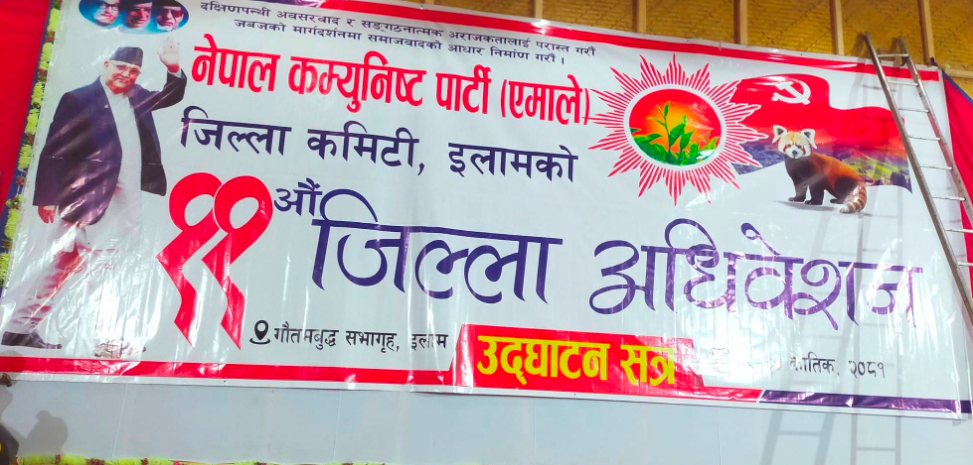 दक्षिणपन्थी अवसरवाद र सङ्गठनात्मक अराजकतालाई परास्त गरौं
जबजको मार्गदर्शनमा समाजवादको आधार निर्माण गरौं ।
नेपाल कम्युनिष्ट पार्टी (एमाले)
जिल्ला कमिटी, इलामको
११ औं जिल्ला अधिवेशन
गौतमबुद्ध सभागृह, इलाम
उद्घाटन सत्र
कात्तिक, २०८१